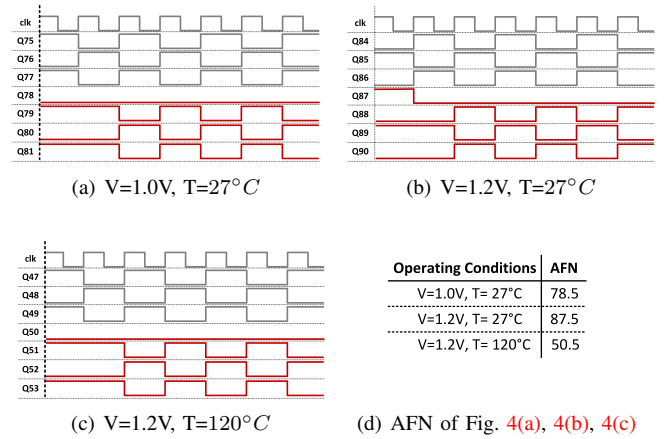 clk
Q75
Q76
Q77
Q78
Q79
Q80
Q81
(a) V=1.0V, T=27°C
clk
Q84
Q85
Q86
Q87
Q88
Q89
Q90
(b) V=1.2V, T=27°C
clk
Q47
Q48
Q49
Q50
Q51
Q52
Q53
(c) V=1.2V, T=120°C
Operating Conditions AFN
V=1.0V, T= 27°C 78.5
V=1.2V, T= 27°C 87.5
V=1.2V, T= 120°C 50.5
(d) AFN of Fig. 4(a), 4(b), 4(c)